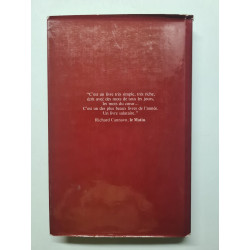 "C'est un livre très simple, très riche,
écrit avec des mots de tous les jours,
les mots du cœur...
C'est un des plus beaux livres de l'année.
Un livre salutaire."
Richard Cannavo, le Matin